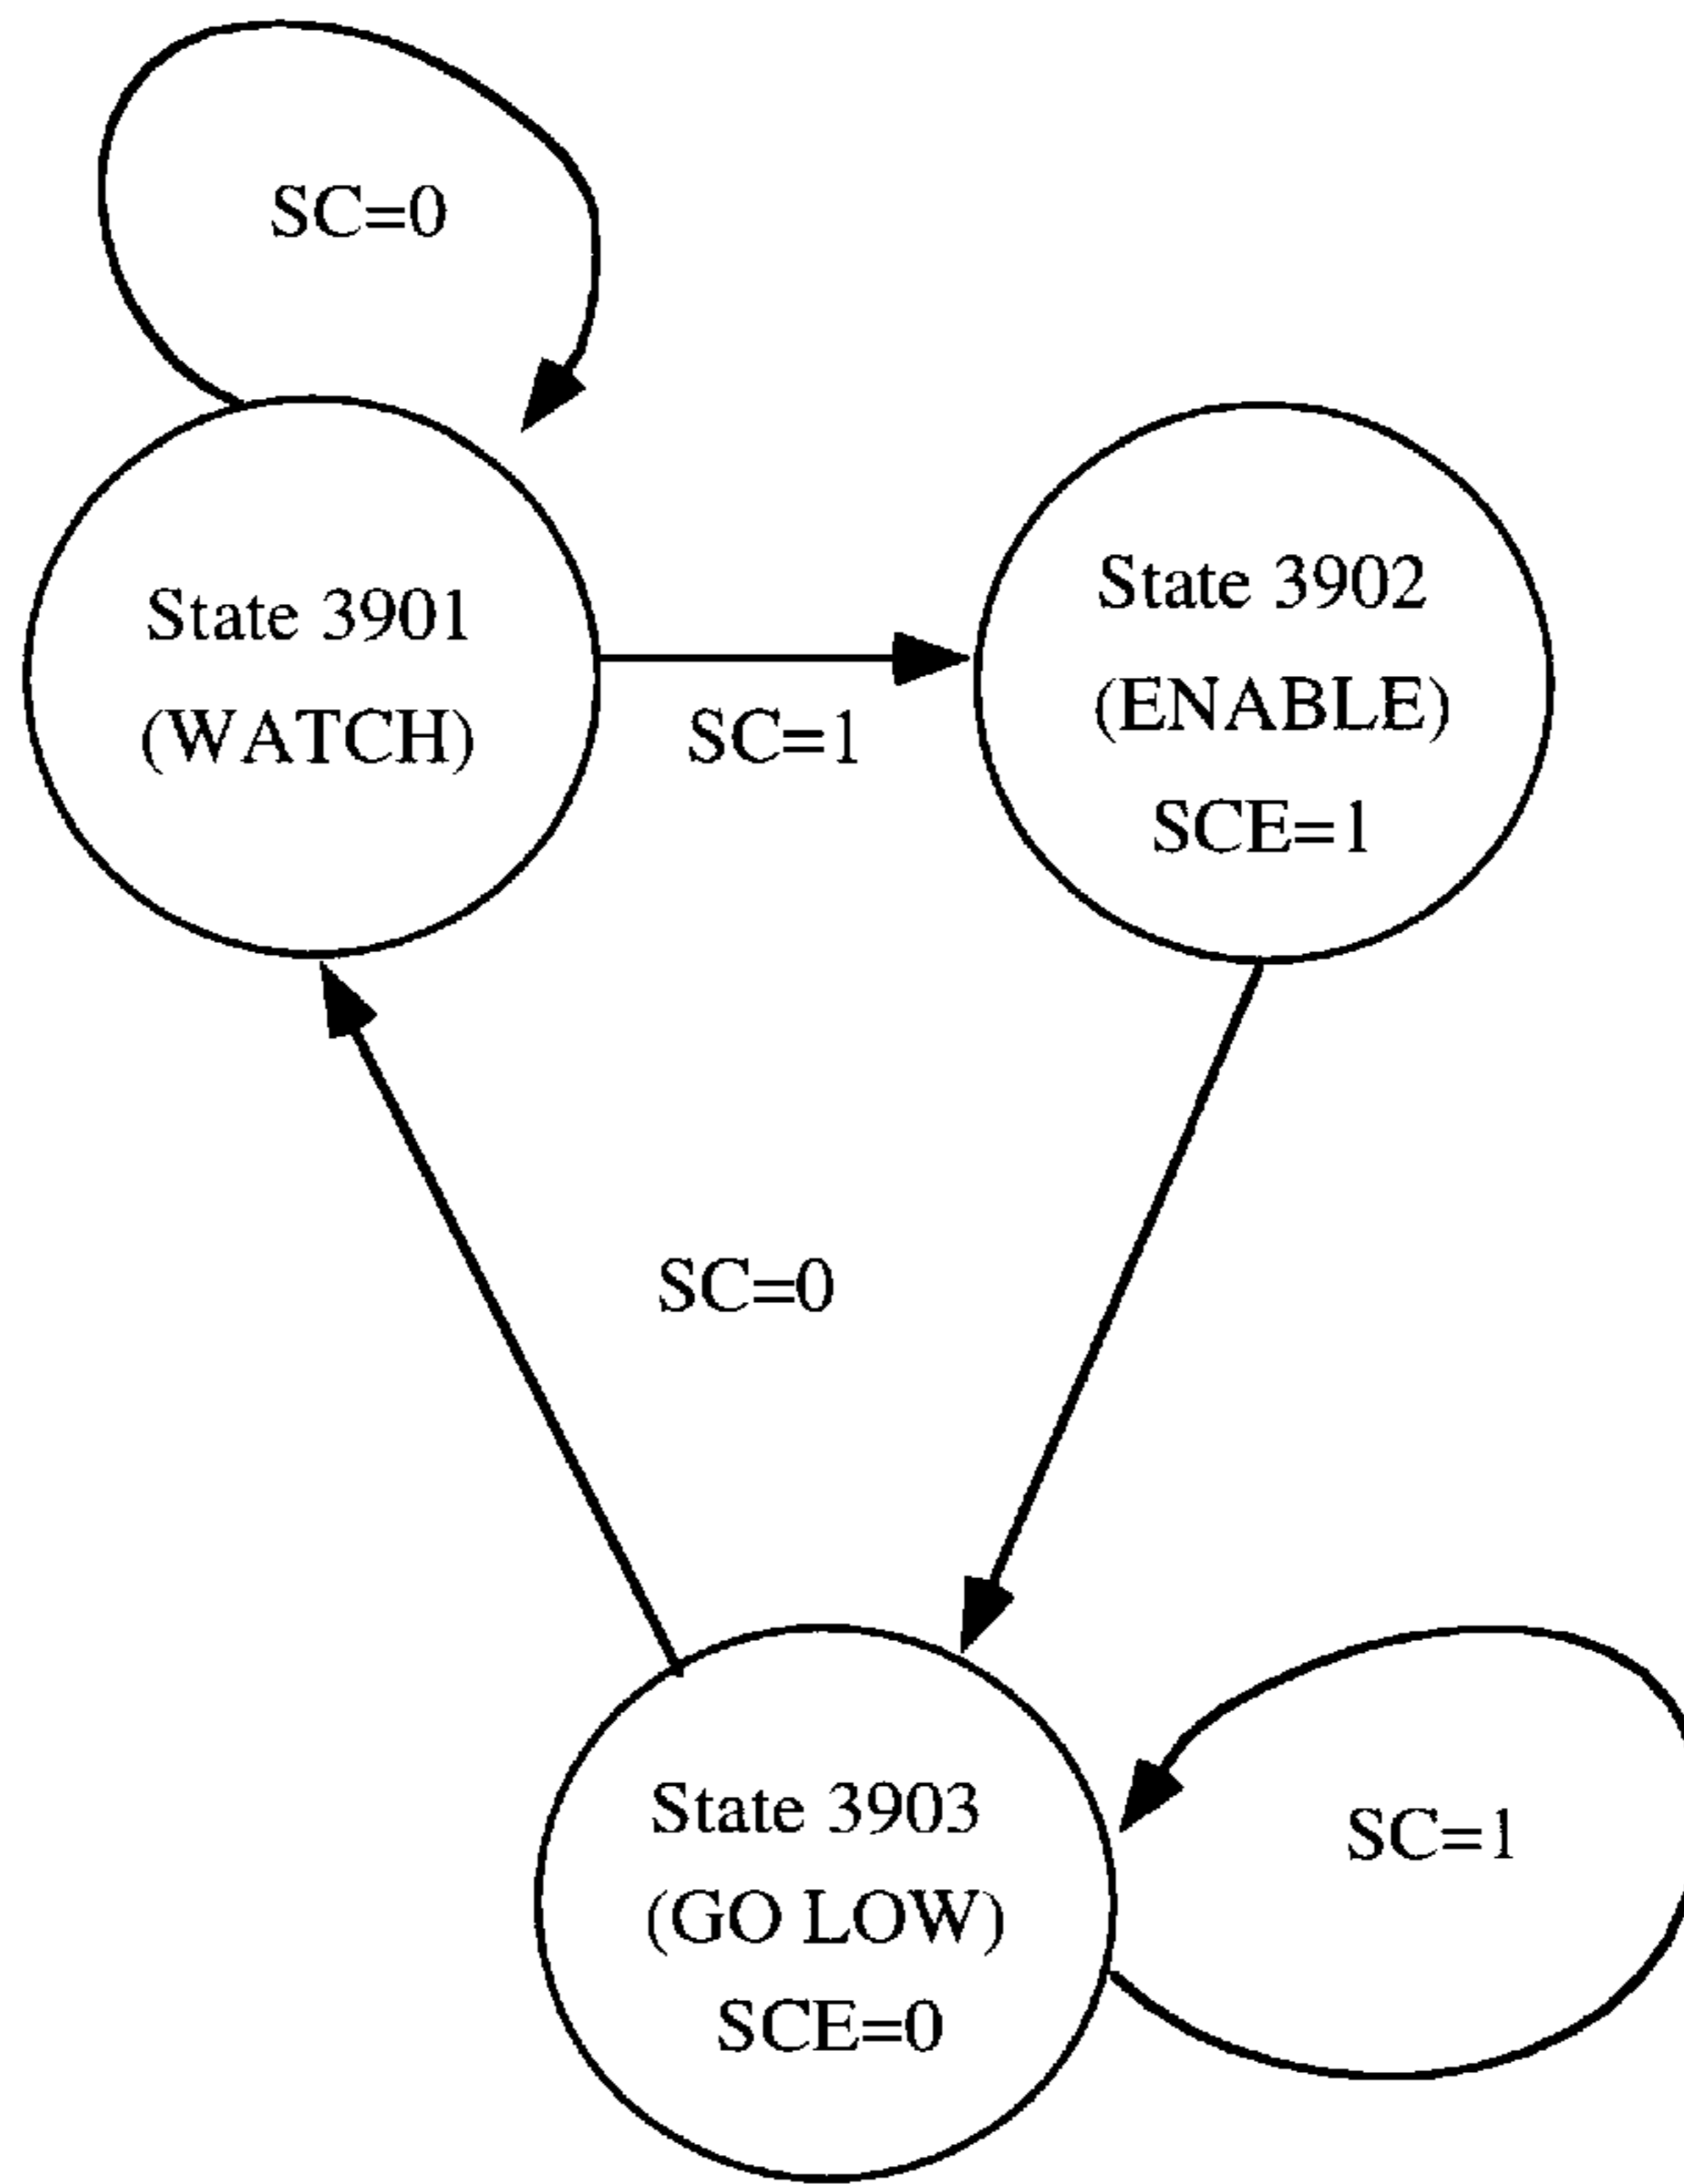 SC=0
State 3901
(WATCH)
SC=1
State 3902
(ENABLE)
SCE=1
SC=0
State 3903
(GO LOW)
SCE=0
SC=1